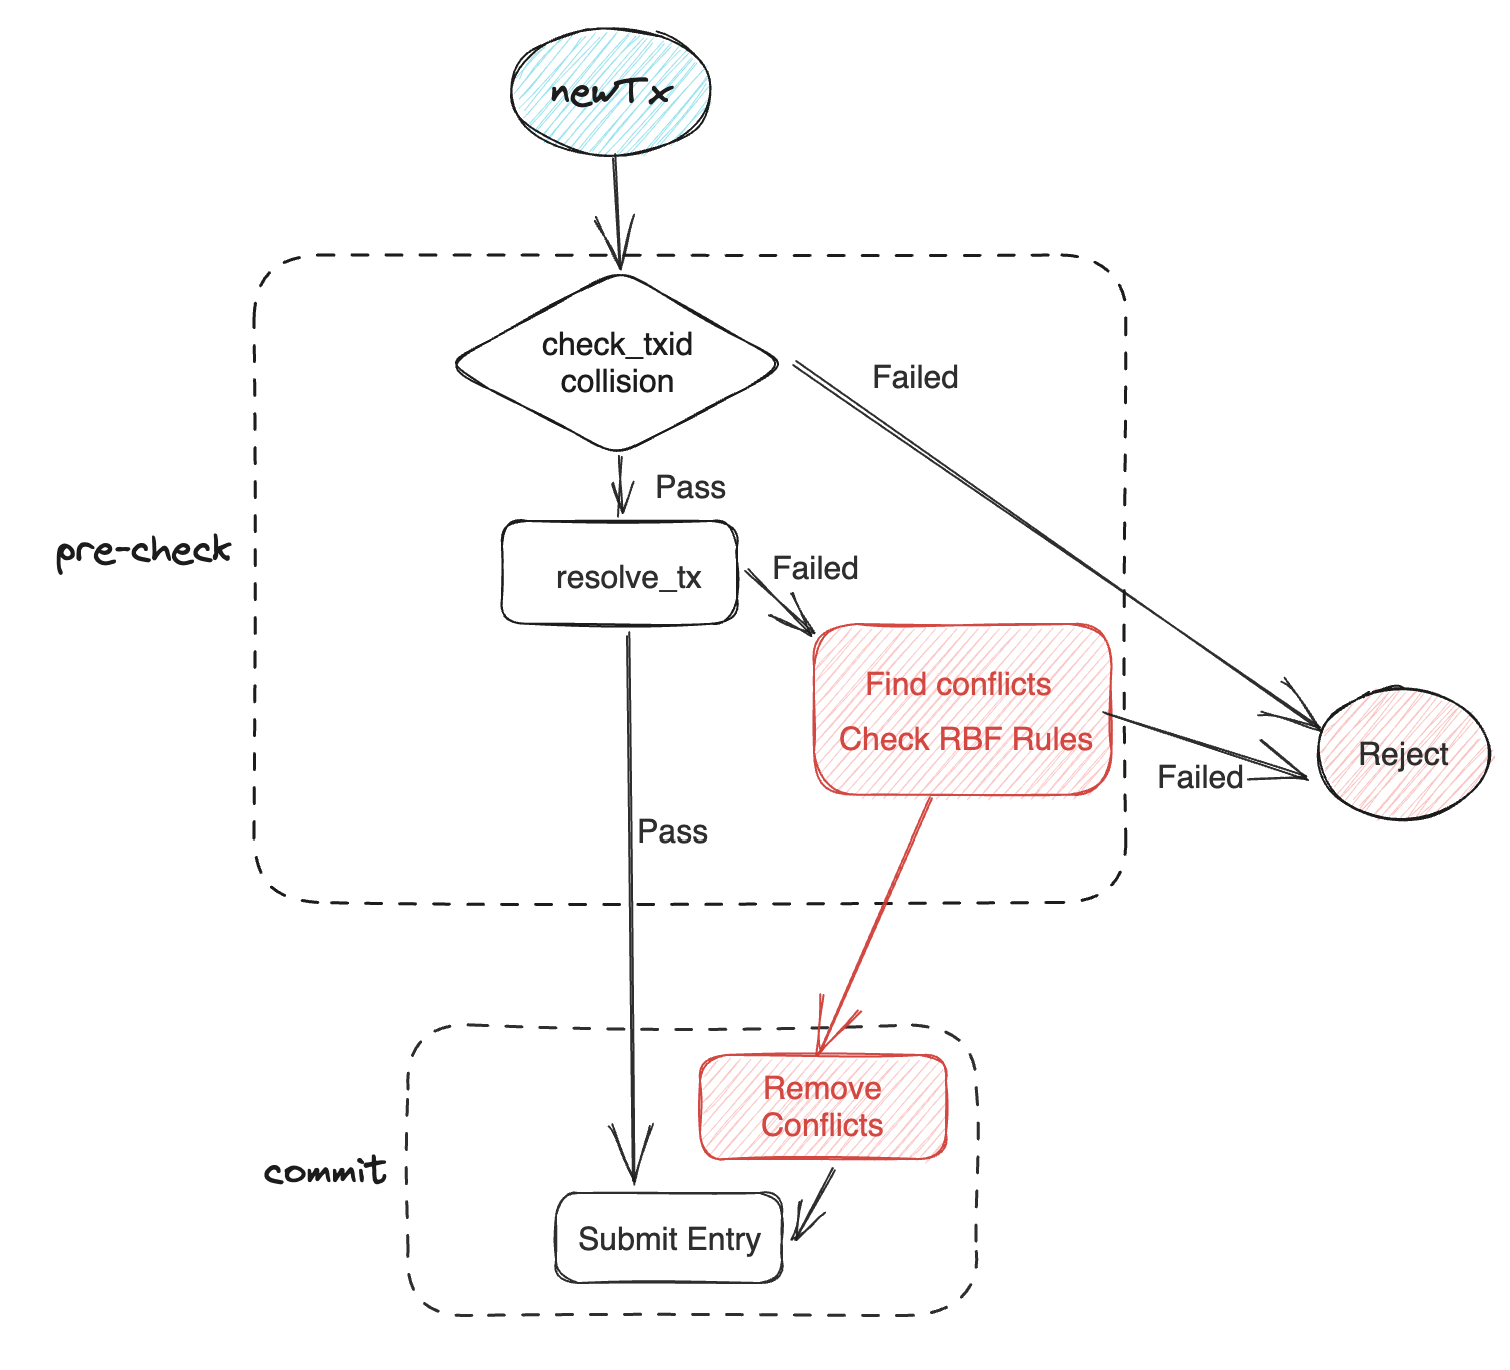 newTx
check_txid
collision
Failed
Pass
pre-check
resolve_tx
Failed
Find conflicts
Check RBF Rules
Reject
Failed
Pass
Remove
Conflicts
commit
Submit Entry